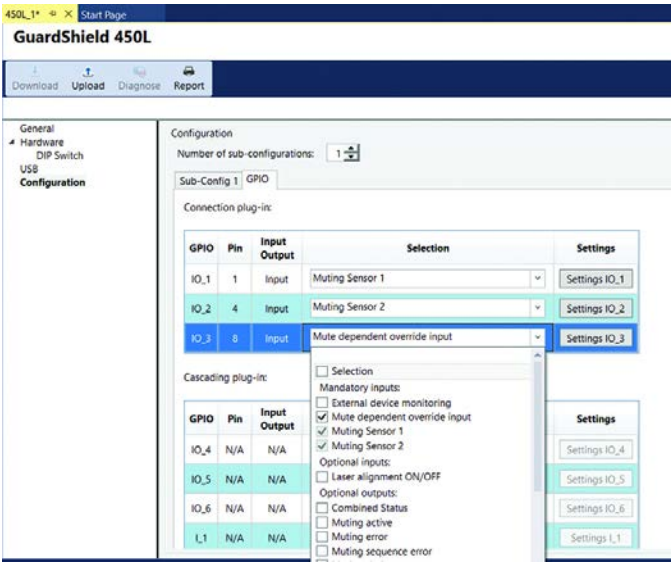 450L_1* Start Page
GuardShield 450L
Download Upload Diagnose Report
General
Hardware
DIP Switch
USB
Configuration
Configuration
Number of sub-configurations: 1
Sub-Config 1 GPIO
Connection plug-in:
GPIO Pin Input Output Selection Settings
IO_1 1 Input Muting Sensor 1 Settings IO_1
IO_2 4 Input Muting Sensor 2 Settings IO_2
IO_3 8 Input Mute dependent override input Settings IO_3
Selection
Mandatory inputs:
External device monitoring
Mute dependent override input
Muting Sensor 1
Muting Sensor 2
Optional inputs:
Laser alignment ON/OFF
Optional outputs:
Combined Status
Muting active
Muting error
Muting sequence error
Cascading plug-in:
GPIO Pin Input Output Settings
IO_4 N/A N/A Settings IO_4
IO_5 N/A N/A Settings IO_5
IO_6 N/A N/A Settings IO_6
I_1 N/A N/A Settings I_1